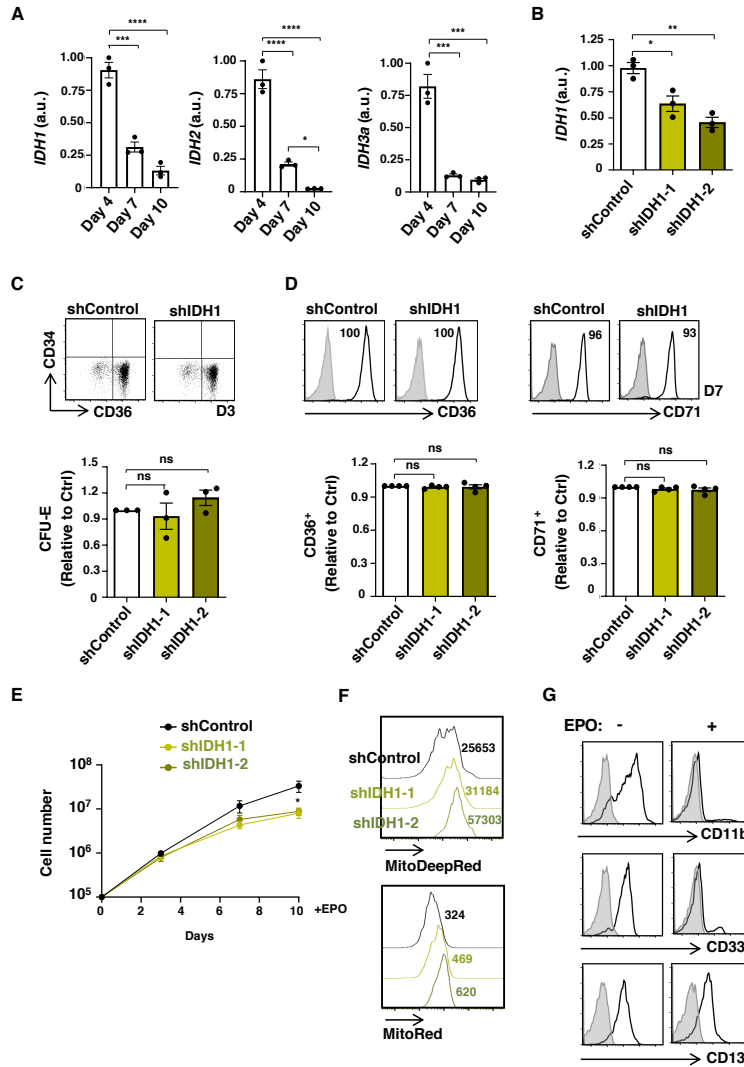 A
B
****
***
IDH1 (a.u.)
1.00
0.75
0.50
0.25
0
Day 4
Day 7
Day 10
****
****
*
IDH2 (a.u.)
1.00
0.75
0.50
0.25
0
Day 4
Day 7
Day 10
***
***
IDH3a (a.u.)
1.00
0.75
0.50
0.25
0
Day 4
Day 7
Day 10
**
*
IDH1 (a.u.)
1.25
1.00
0.75
0.50
0.25
0
shControl
shIDH1-1
shIDH1-2
C
D
shControl
shIDH1
CD34
CD36
D3
shControl
shIDH1
100
100
CD36
shControl
shIDH1
96
93
D7
CD71
ns
ns
CFU-E
(Relative to Ctrl)
1.5
1.2
0.9
0.6
0.3
0
shControl
shIDH1-1
shIDH1-2
ns
ns
CD36+
(Relative to Ctrl)
1.2
0.9
0.6
0.3
0
shControl
shIDH1-1
shIDH1-2
ns
ns
CD71+
(Relative to Ctrl)
1.2
0.9
0.6
0.3
0
shControl
shIDH1-1
shIDH1-2
E
shControl
shIDH1-1
shIDH1-2
Cell number
10^8
10^7
10^6
10^5
*
0 2 4 6 8 10
+EPO
Days
F
shControl
25653
shIDH1-1
31184
shIDH1-2
57303
MitoDeepRed
324
469
620
MitoRed
G
EPO: - +
CD11b
CD33
CD13